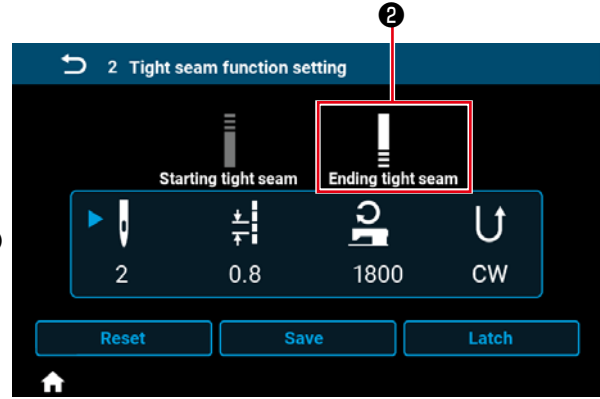 ❷
2 Tight seam function setting
Starting tight seam Ending tight seam
2 0.8 1800 CW
Reset Save Latch